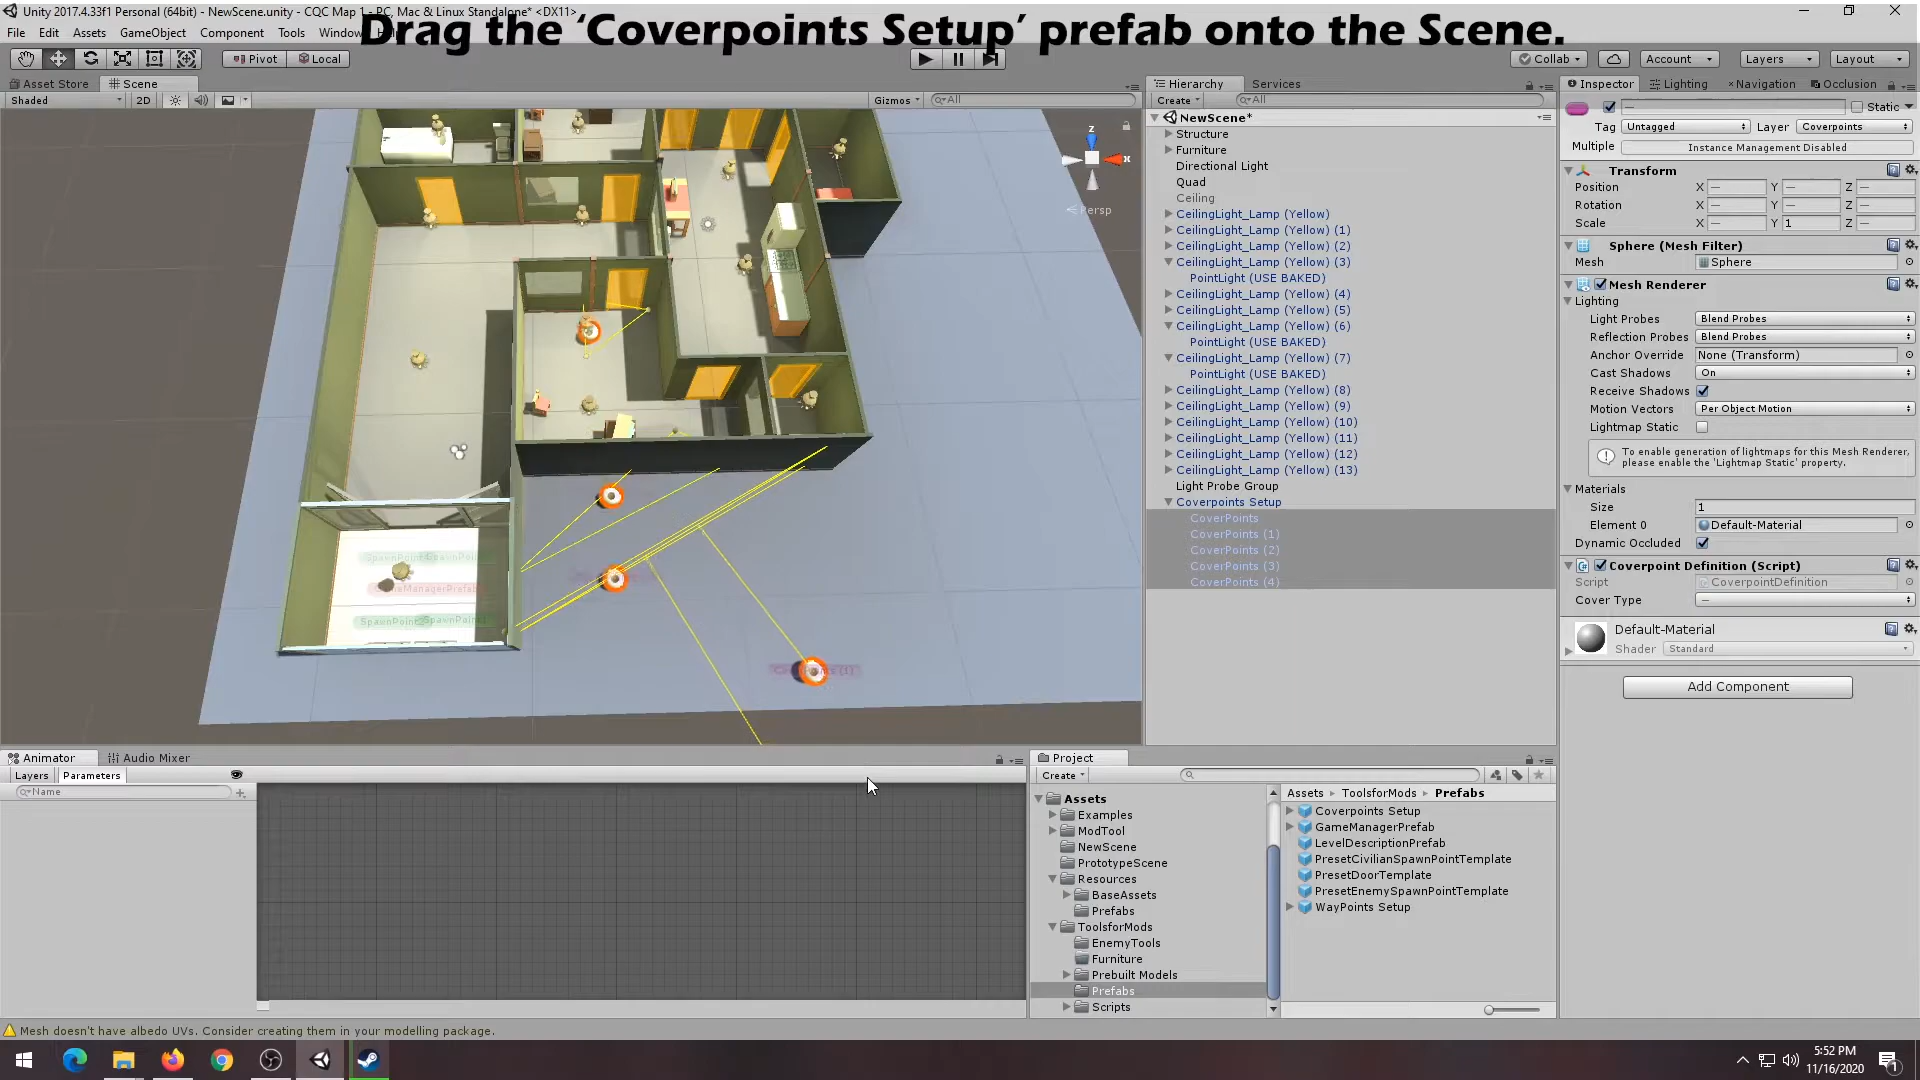 Unity 2017.4.33f1 Personal (64bit) - NewScene.unity - CQC Map 1 - PC, Mac & Linux Standalone* <DX11>
Drag the ‘Coverpoints Setup’ prefab onto the Scene.
File Edit Assets GameObject Component Tools Window
Pivot Local Collab Account Layers Layout
Asset Store Scene
Shaded 2D Gizmos All
z
x
Persp
SpawnPoint
GameManagerPrefab
SpawnPoint SpawnPoint
Hierarchy Services
Create All
NewScene*
Structure
Furniture
Directional Light
Quad
Ceiling
CeilingLight_Lamp (Yellow)
CeilingLight_Lamp (Yellow) (1)
CeilingLight_Lamp (Yellow) (2)
CeilingLight_Lamp (Yellow) (3)
PointLight (USE BAKED)
CeilingLight_Lamp (Yellow) (4)
CeilingLight_Lamp (Yellow) (5)
CeilingLight_Lamp (Yellow) (6)
PointLight (USE BAKED)
CeilingLight_Lamp (Yellow) (7)
PointLight (USE BAKED)
CeilingLight_Lamp (Yellow) (8)
CeilingLight_Lamp (Yellow) (9)
CeilingLight_Lamp (Yellow) (10)
CeilingLight_Lamp (Yellow) (11)
CeilingLight_Lamp (Yellow) (12)
CeilingLight_Lamp (Yellow) (13)
Light Probe Group
Coverpoints Setup
CoverPoints
CoverPoints (1)
CoverPoints (2)
CoverPoints (3)
CoverPoints (4)
Inspector Lighting Navigation Occlusion
— Static
Tag Untagged Layer Coverpoints
Multiple Instance Management Disabled
Transform
Position X — Y — Z —
Rotation X — Y — Z —
Scale X — Y 1 Z —
Sphere (Mesh Filter)
Mesh Sphere
Mesh Renderer
Lighting
Light Probes Blend Probes
Reflection Probes Blend Probes
Anchor Override None (Transform)
Cast Shadows On
Receive Shadows
Motion Vectors Per Object Motion
Lightmap Static
To enable generation of lightmaps for this Mesh Renderer, please enable the 'Lightmap Static' property.
Materials
Size 1
Element 0 Default-Material
Dynamic Occluded
Coverpoint Definition (Script)
Script CoverpointDefinition
Cover Type —
Default-Material
Shader Standard
Add Component
Animator Audio Mixer
Layers Parameters
Name
Project
Create
Assets
Examples
ModTool
NewScene
PrototypeScene
Resources
BaseAssets
Prefabs
ToolsforMods
EnemyTools
Furniture
Prebuilt Models
Prefabs
Scripts
Assets ToolsforMods Prefabs
Coverpoints Setup
GameManagerPrefab
LevelDescriptionPrefab
PresetCivilianSpawnPointTemplate
PresetDoorTemplate
PresetEnemySpawnPointTemplate
WayPoints Setup
Mesh doesn't have albedo UVs. Consider creating them in your modelling package.
5:52 PM
11/16/2020
1